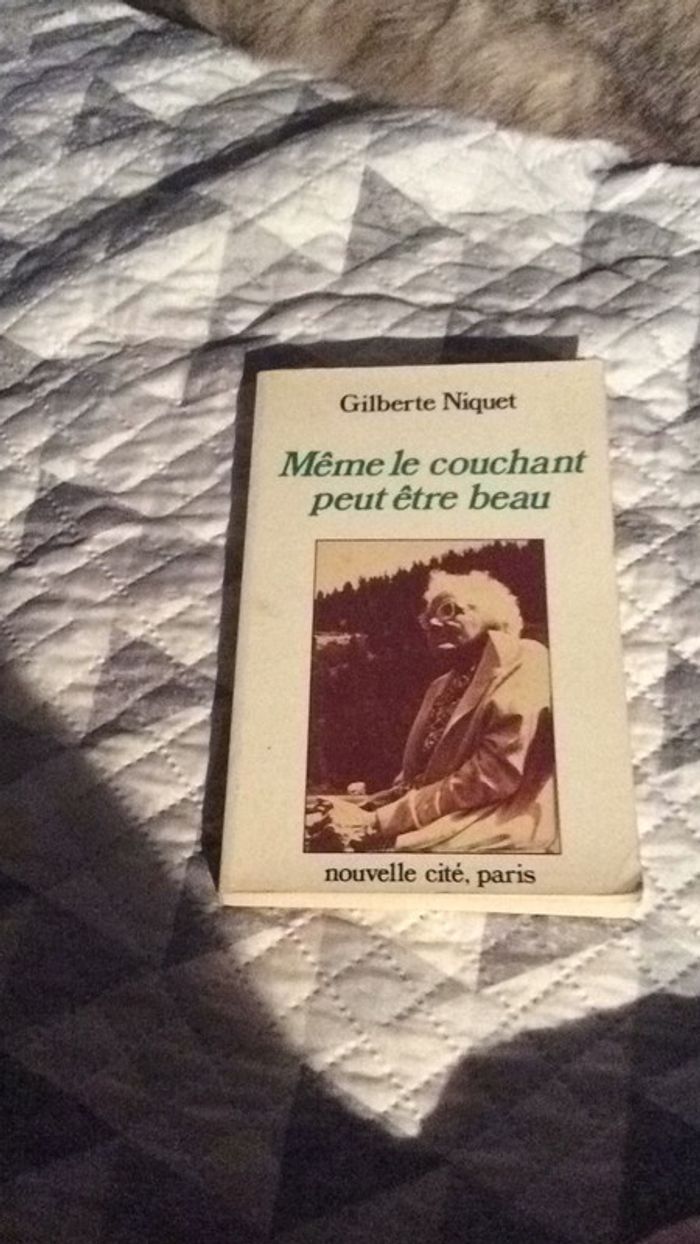 Gilberte Niquet
Même le couchant
peut être beau
nouvelle cité, paris